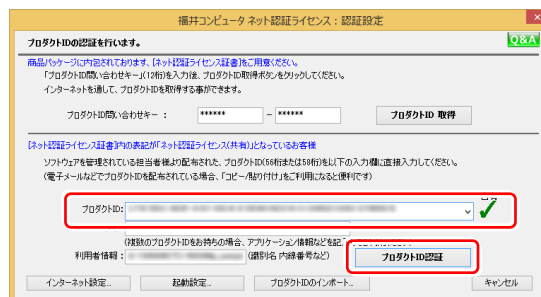 福井コンピュータ ネット認証ライセンス：認証設定
プロダクトIDの認証を行います。
Q&A
商品パッケージに内包されております、[ネット認証ライセンス証書]をご用意ください。
「プロダクトID問い合わせキー」(12桁)を入力後、プロダクトID取得ボタンをクリックしてください。
インターネットを通して、プロダクトIDを取得する事ができます。
プロダクトID問い合わせキー： ****** - ****** プロダクトID 取得
[ネット認証ライセンス証書]内の表記が「ネット認証ライセンス(共有)」となっているお客様
ソフトウェアを管理されている担当者様より配布された、プロダクトID(56桁または58桁)を以下の入力欄に直接入力してください。
(電子メールなどでプロダクトIDを配布されている場合、「コピー/貼り付け」をご利用になると便利です)
プロダクトID:
(複数のプロダクトIDをお持ちの場合、アプリケーション情報などを記
利用者情報： (識別名 内線番号など) プロダクトID認証
インターネット設定... 起動設定... プロダクトIDのインポート... キャンセル